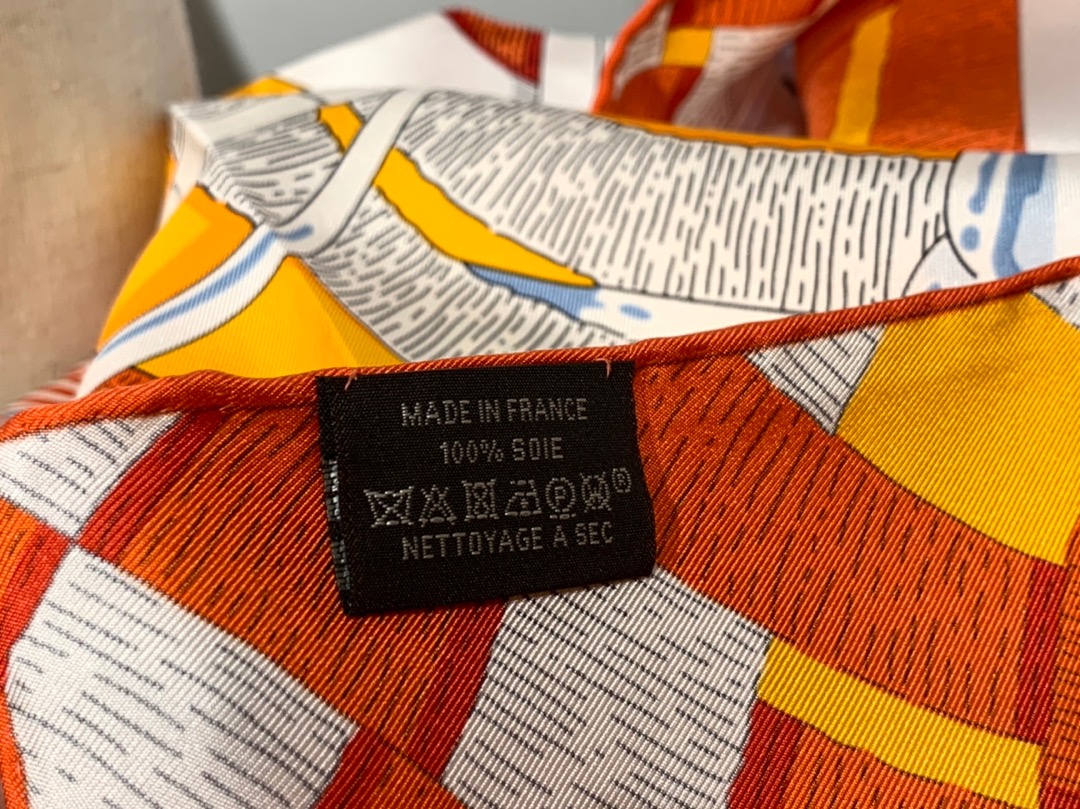 MADE IN FRANCE
100% SOIE
P ®
NETTOYAGE A SEC